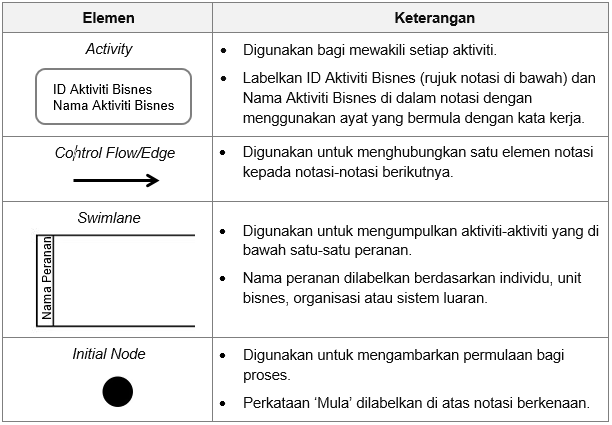 Elemen
Keterangan
Activity
ID Aktiviti Bisnes
Nama Aktiviti Bisnes
• Digunakan bagi mewakili setiap aktiviti.
• Labelkan ID Aktiviti Bisnes (rujuk notasi di bawah) dan
Nama Aktiviti Bisnes di dalam notasi dengan
menggunakan ayat yang bermula dengan kata kerja.
Control Flow/Edge
• Digunakan untuk menghubungkan satu elemen notasi
kepada notasi-notasi berikutnya.
Swimlane
Nama Peranan
• Digunakan untuk mengumpulkan aktiviti-aktiviti yang di
bawah satu-satu peranan.
• Nama peranan dilabelkan berdasarkan individu, unit
bisnes, organisasi atau sistem luaran.
Initial Node
• Digunakan untuk mengambarkan permulaan bagi
proses.
• Perkataan ‘Mula’ dilabelkan di atas notasi berkenaan.